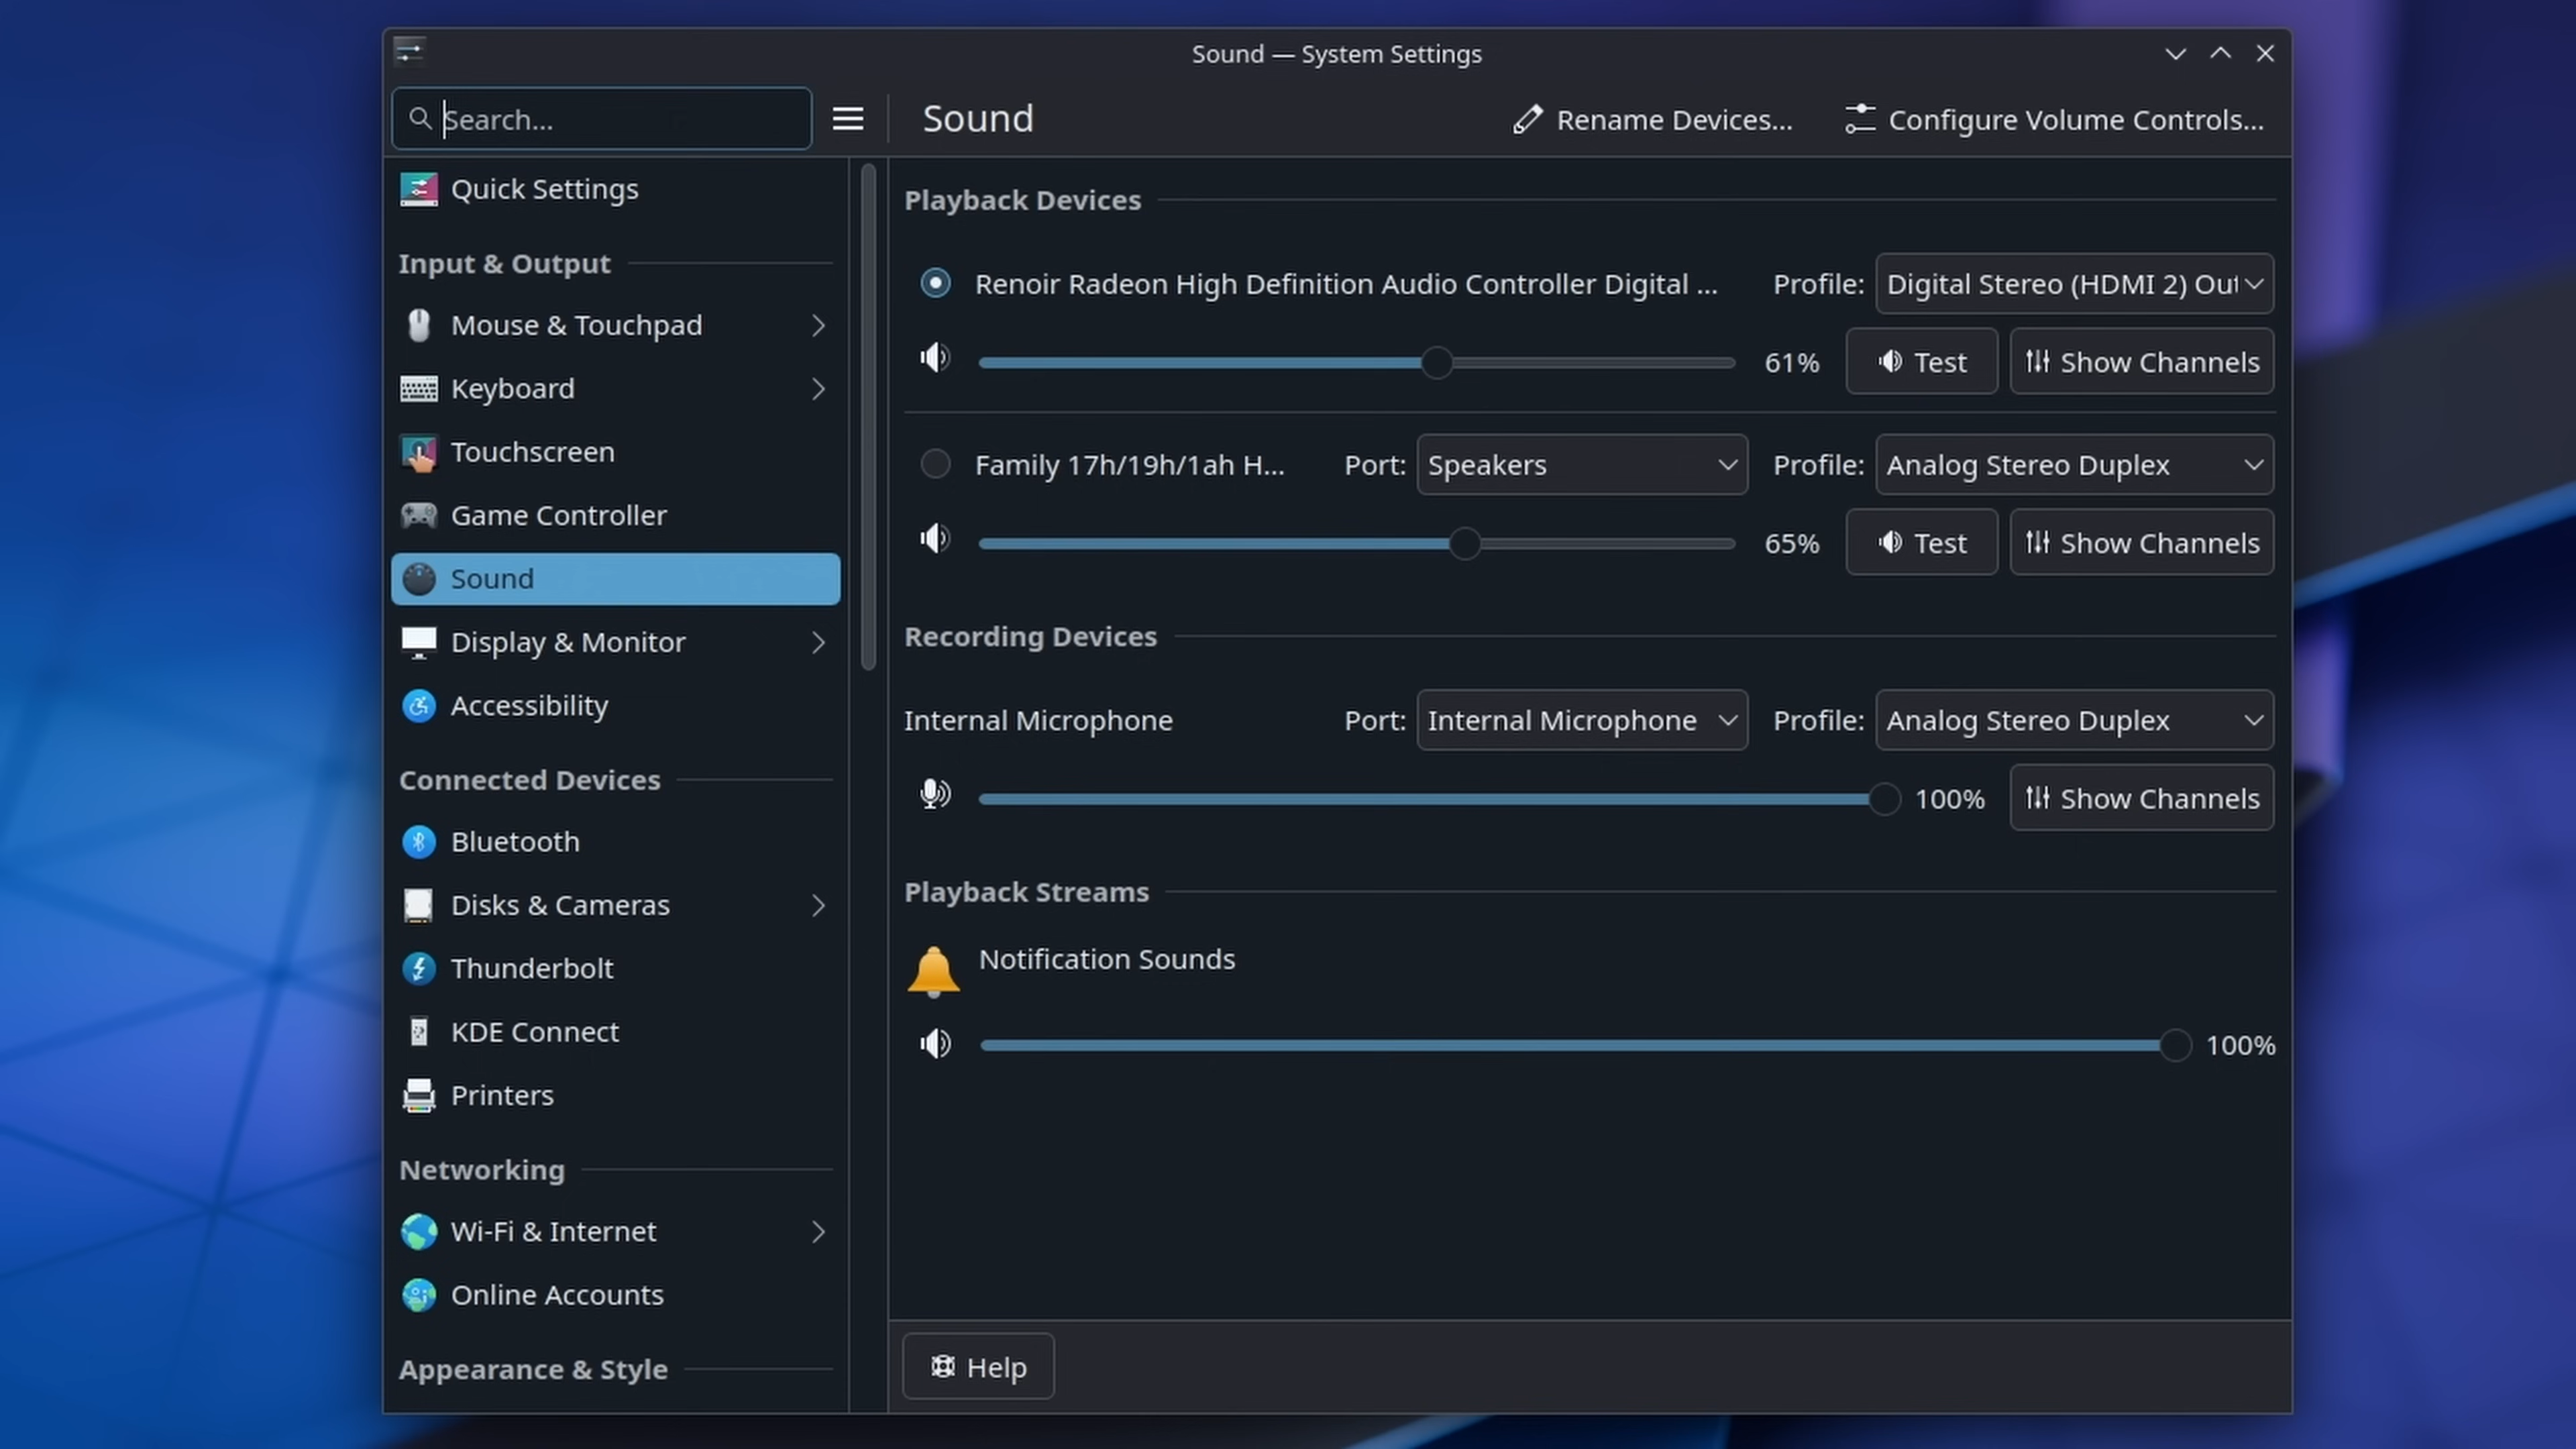 Sound — System Settings
Search...
Sound
Rename Devices...
Configure Volume Controls...
Quick Settings
Input & Output
Mouse & Touchpad
Keyboard
Touchscreen
Game Controller
Sound
Display & Monitor
Accessibility
Connected Devices
Bluetooth
Disks & Cameras
Thunderbolt
KDE Connect
Printers
Networking
Wi-Fi & Internet
Online Accounts
Appearance & Style
Playback Devices
Renoir Radeon High Definition Audio Controller Digital ... Profile: Digital Stereo (HDMI 2) Out
61% Test Show Channels
Family 17h/19h/1ah H... Port: Speakers Profile: Analog Stereo Duplex
65% Test Show Channels
Recording Devices
Internal Microphone Port: Internal Microphone Profile: Analog Stereo Duplex
100% Show Channels
Playback Streams
Notification Sounds
100%
Help